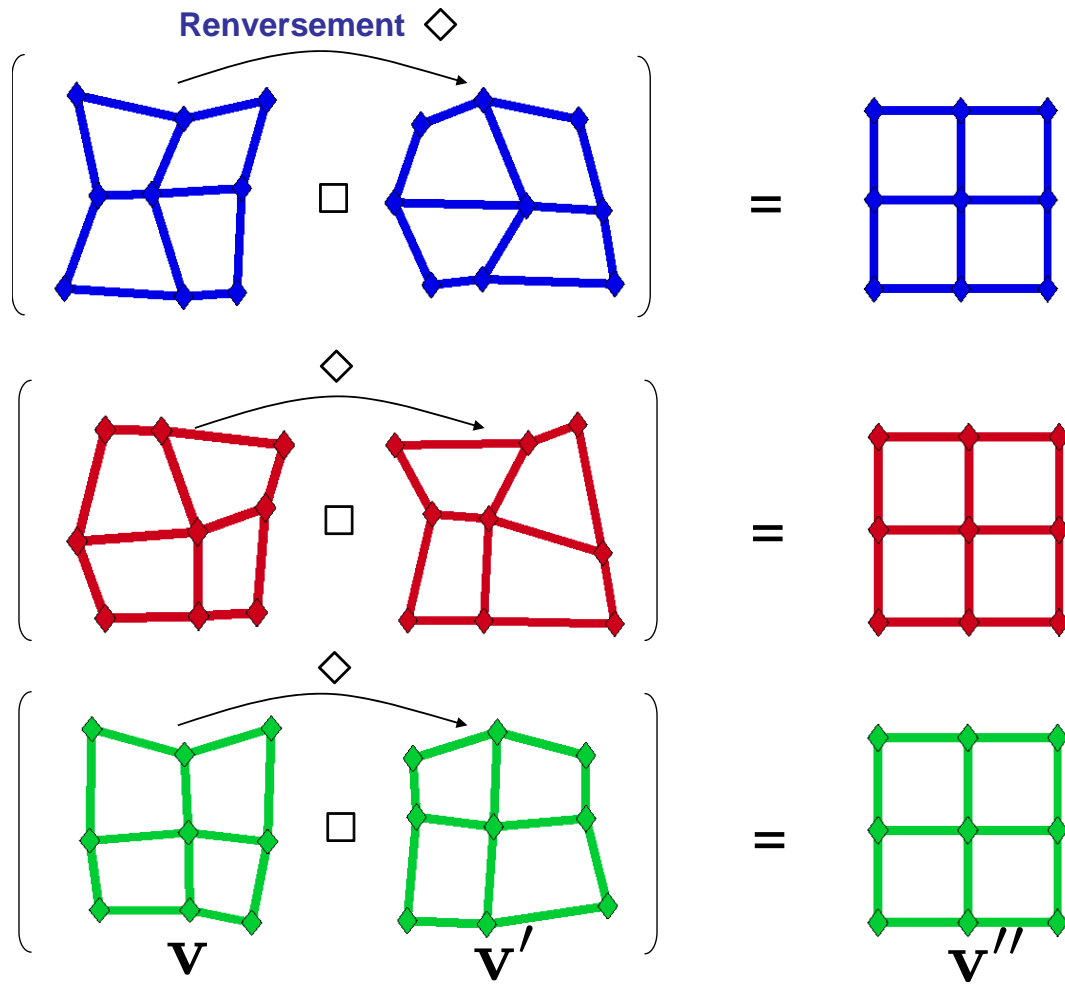 Renversement ◇
□ =
◇
□ =
◇
□ =
v v′ v′′